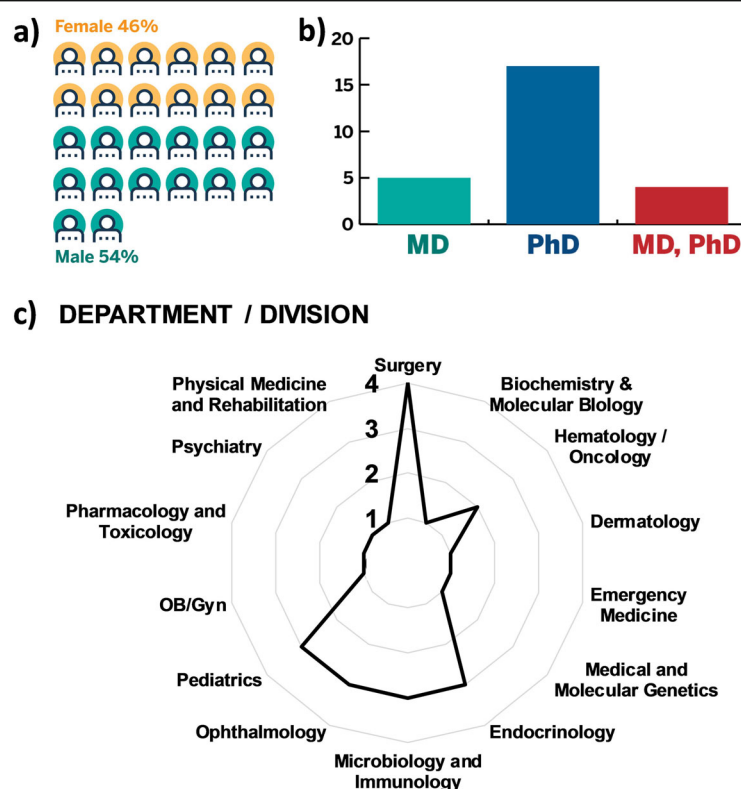 a)
Female 46%
Male 54%
b)
20
15
10
5
0
MD
PhD
MD, PhD
c) DEPARTMENT / DIVISION
Surgery
4
3
2
1
Biochemistry &
Molecular BIology
Hematology /
Oncology
Dermatology
Emergency
Medicine
Medical and
Molecular Genetics
Endocrinology
Microbiology and
Immunology
Ophthalmology
Pediatrics
OB/Gyn
Pharmacology and
Toxicology
Psychiatry
Physical Medicine
and Rehabilitation